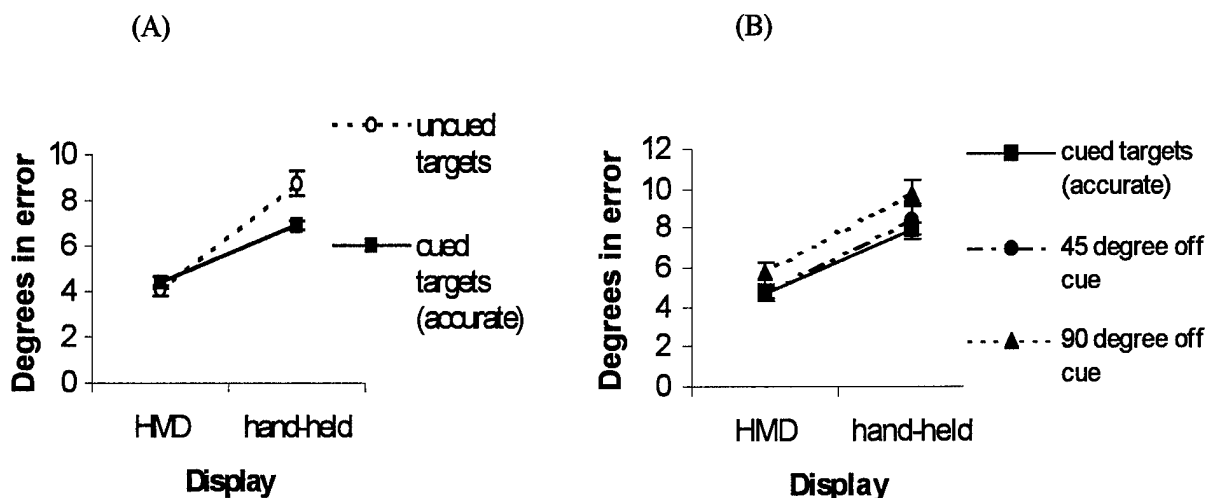 (A)
uncued
targets
cued
targets
(accurate)
Degrees in error
10
8
6
4
2
0
HMD hand-held
Display
(B)
cued targets
(accurate)
45 degree off
cue
90 degree off
cue
Degrees in error
12
10
8
6
4
2
0
HMD hand-held
Display